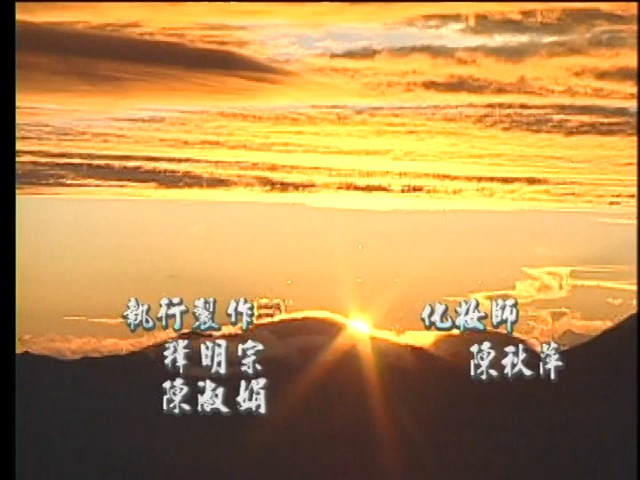 執行製作
釋明宗
陳淑娟
化妝師
陳秋萍